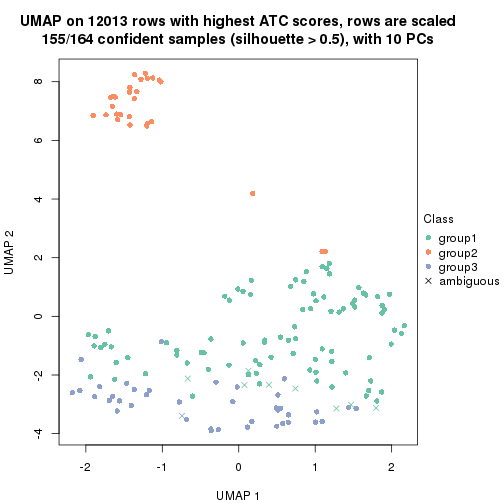 UMAP on 12013 rows with highest ATC scores, rows are scaled
155/164 confident samples (silhouette > 0.5), with 10 PCs
8
6
4
2
0
-2
-4
UMAP 2
-2
-1
0
1
2
UMAP 1
Class
group1
group2
group3
ambiguous